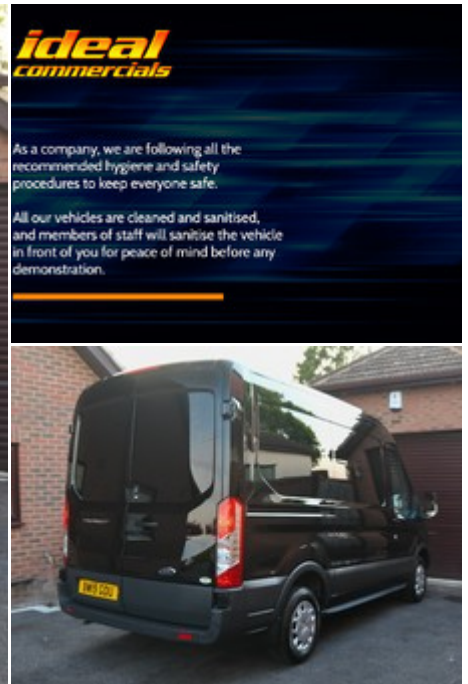 ideal
commercials
As a company, we are following all the
recommended hygiene and safety
procedures to keep everyone safe.
All our vehicles are cleaned and sanitised,
and members of staff will sanitise the vehicle
in front of you for peace of mind before any
demonstration.